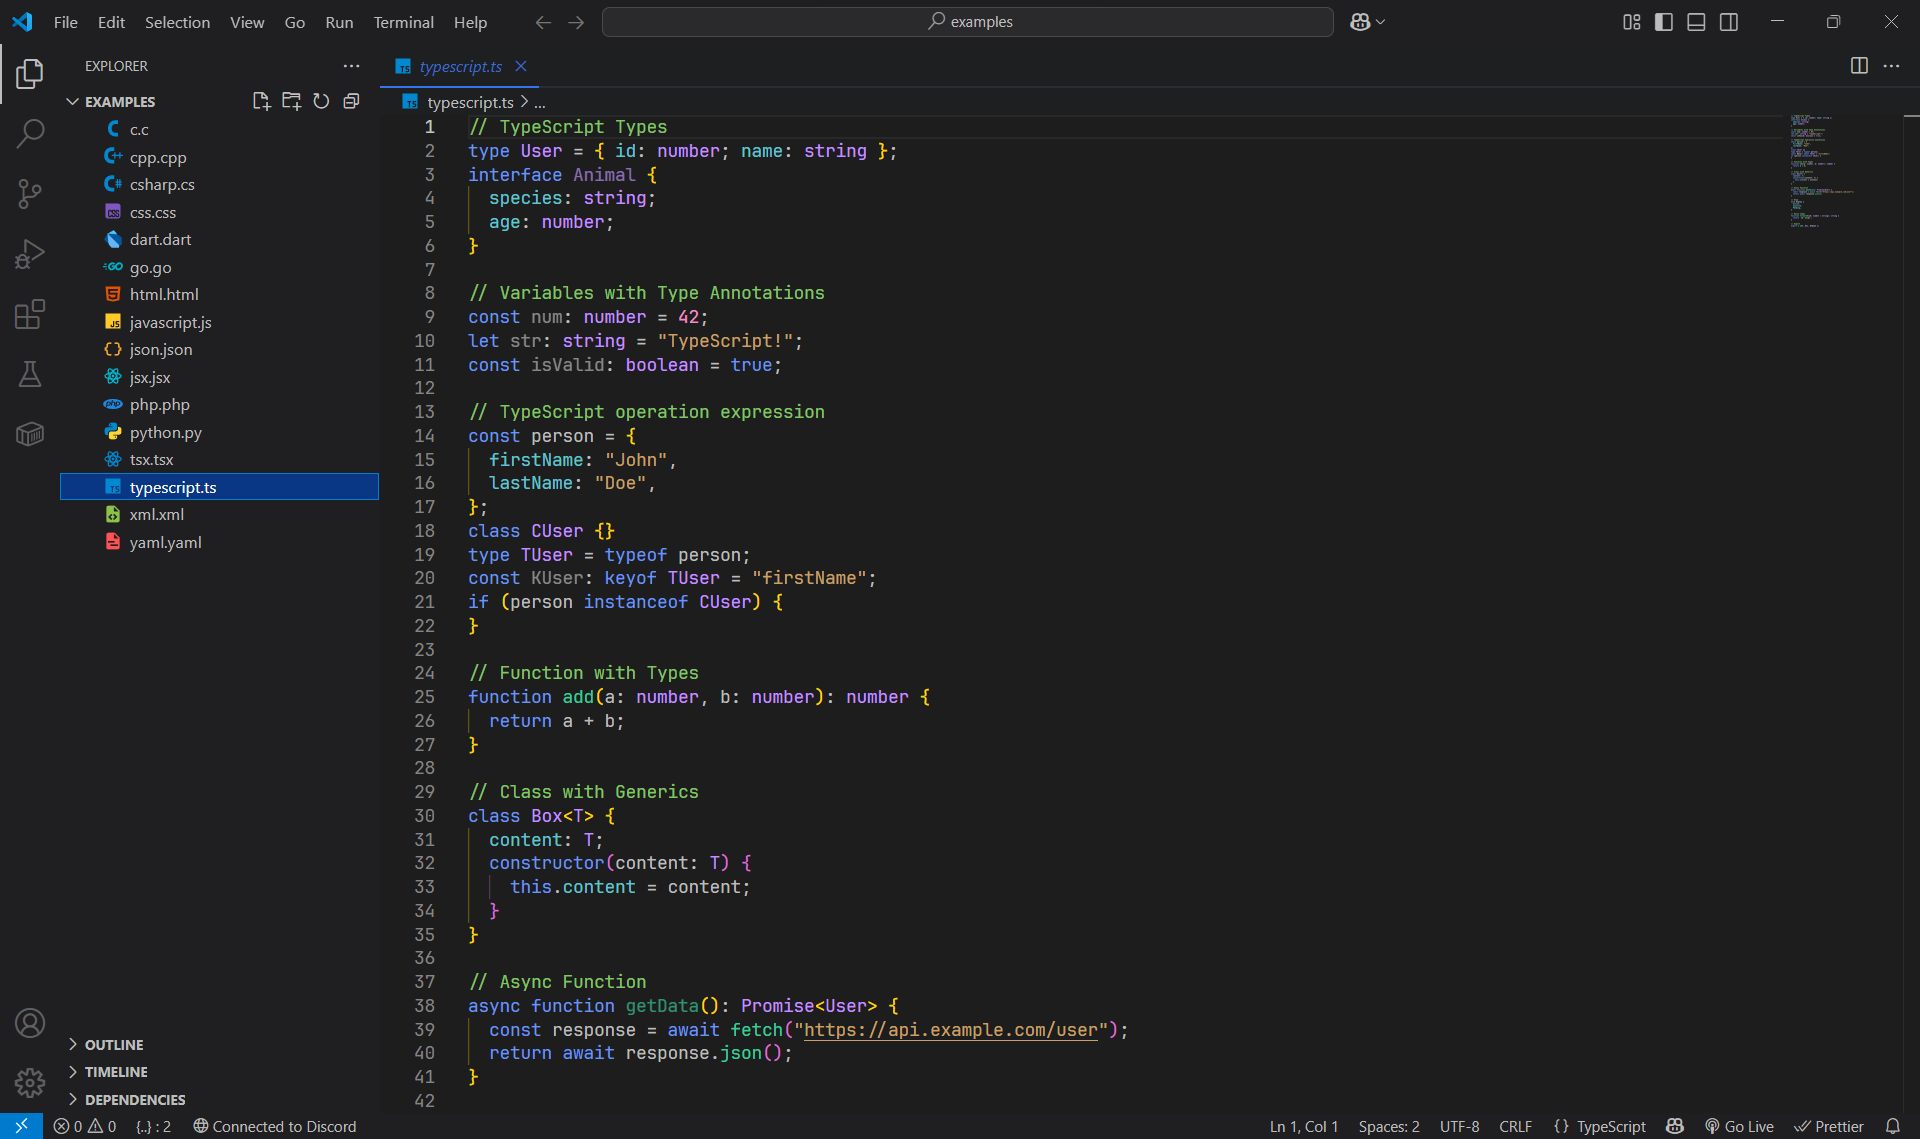 File Edit Selection View Go Run Terminal Help
examples
EXPLORER
EXAMPLES
c.c
cpp.cpp
csharp.cs
css.css
dart.dart
go.go
html.html
javascript.js
json.json
jsx.jsx
php.php
python.py
tsx.tsx
typescript.ts
xml.xml
yaml.yaml
OUTLINE
TIMELINE
DEPENDENCIES
typescript.ts
typescript.ts > ...
1 // TypeScript Types
2 type User = { id: number; name: string };
3 interface Animal {
4   species: string;
5   age: number;
6 }
7
8 // Variables with Type Annotations
9 const num: number = 42;
10 let str: string = "TypeScript!";
11 const isValid: boolean = true;
12
13 // TypeScript operation expression
14 const person = {
15   firstName: "John",
16   lastName: "Doe",
17 };
18 class CUser {}
19 type TUser = typeof person;
20 const KUser: keyof TUser = "firstName";
21 if (person instanceof CUser) {
22 }
23
24 // Function with Types
25 function add(a: number, b: number): number {
26   return a + b;
27 }
28
29 // Class with Generics
30 class Box<T> {
31   content: T;
32   constructor(content: T) {
33     this.content = content;
34   }
35 }
36
37 // Async Function
38 async function getData(): Promise<User> {
39   const response = await fetch("https://api.example.com/user");
40   return await response.json();
41 }
42
0 0 {..} : 2 Connected to Discord Ln 1, Col 1 Spaces: 2 UTF-8 CRLF {} TypeScript Go Live Prettier